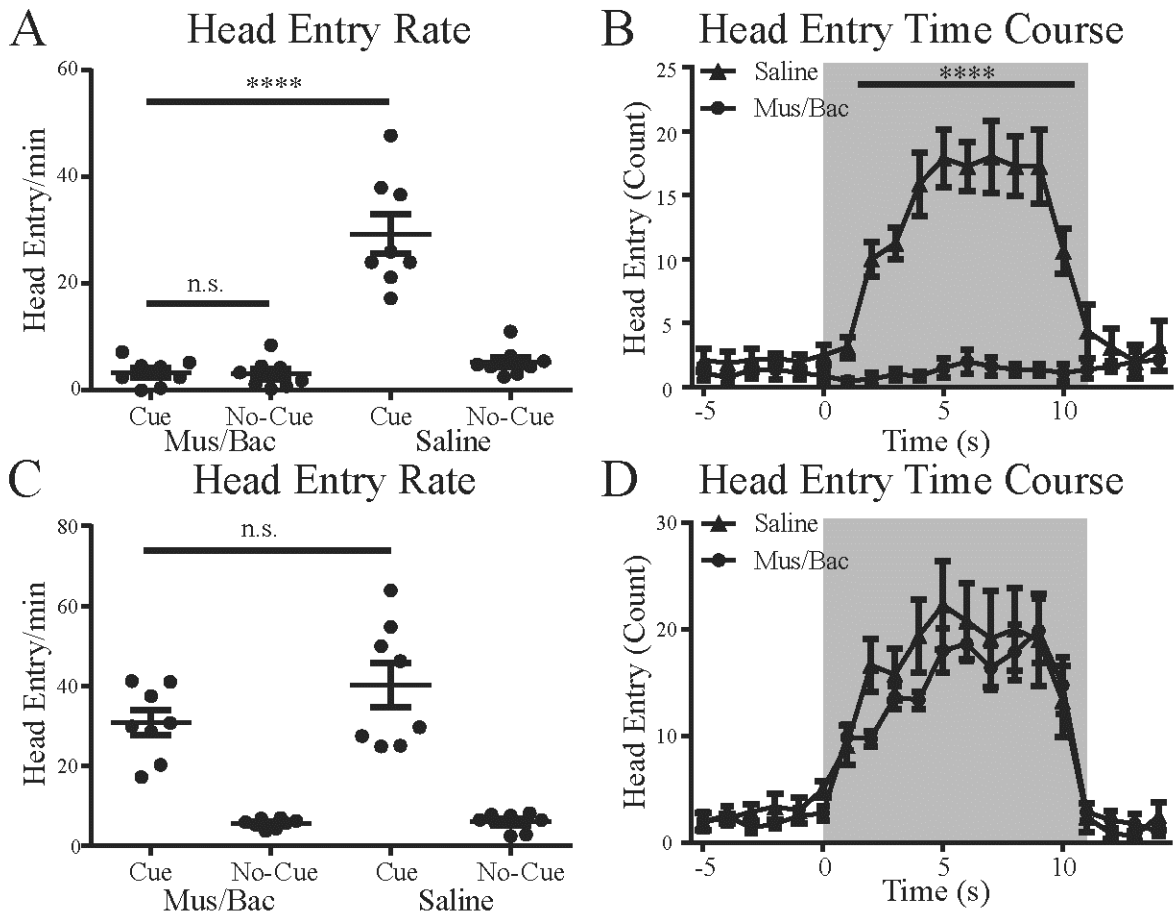 A
Head Entry Rate
Head Entry/min
60
40
20
0
****
n.s.
Cue
No-Cue
Cue
No-Cue
Mus/Bac
Saline
B
Head Entry Time Course
Head Entry (Count)
25
20
15
10
5
0
Saline
Mus/Bac
****
-5
0
5
10
Time (s)
C
Head Entry Rate
Head Entry/min
80
60
40
20
0
n.s.
Cue
No-Cue
Cue
No-Cue
Mus/Bac
Saline
D
Head Entry Time Course
Head Entry (Count)
30
20
10
0
Saline
Mus/Bac
-5
0
5
10
Time (s)